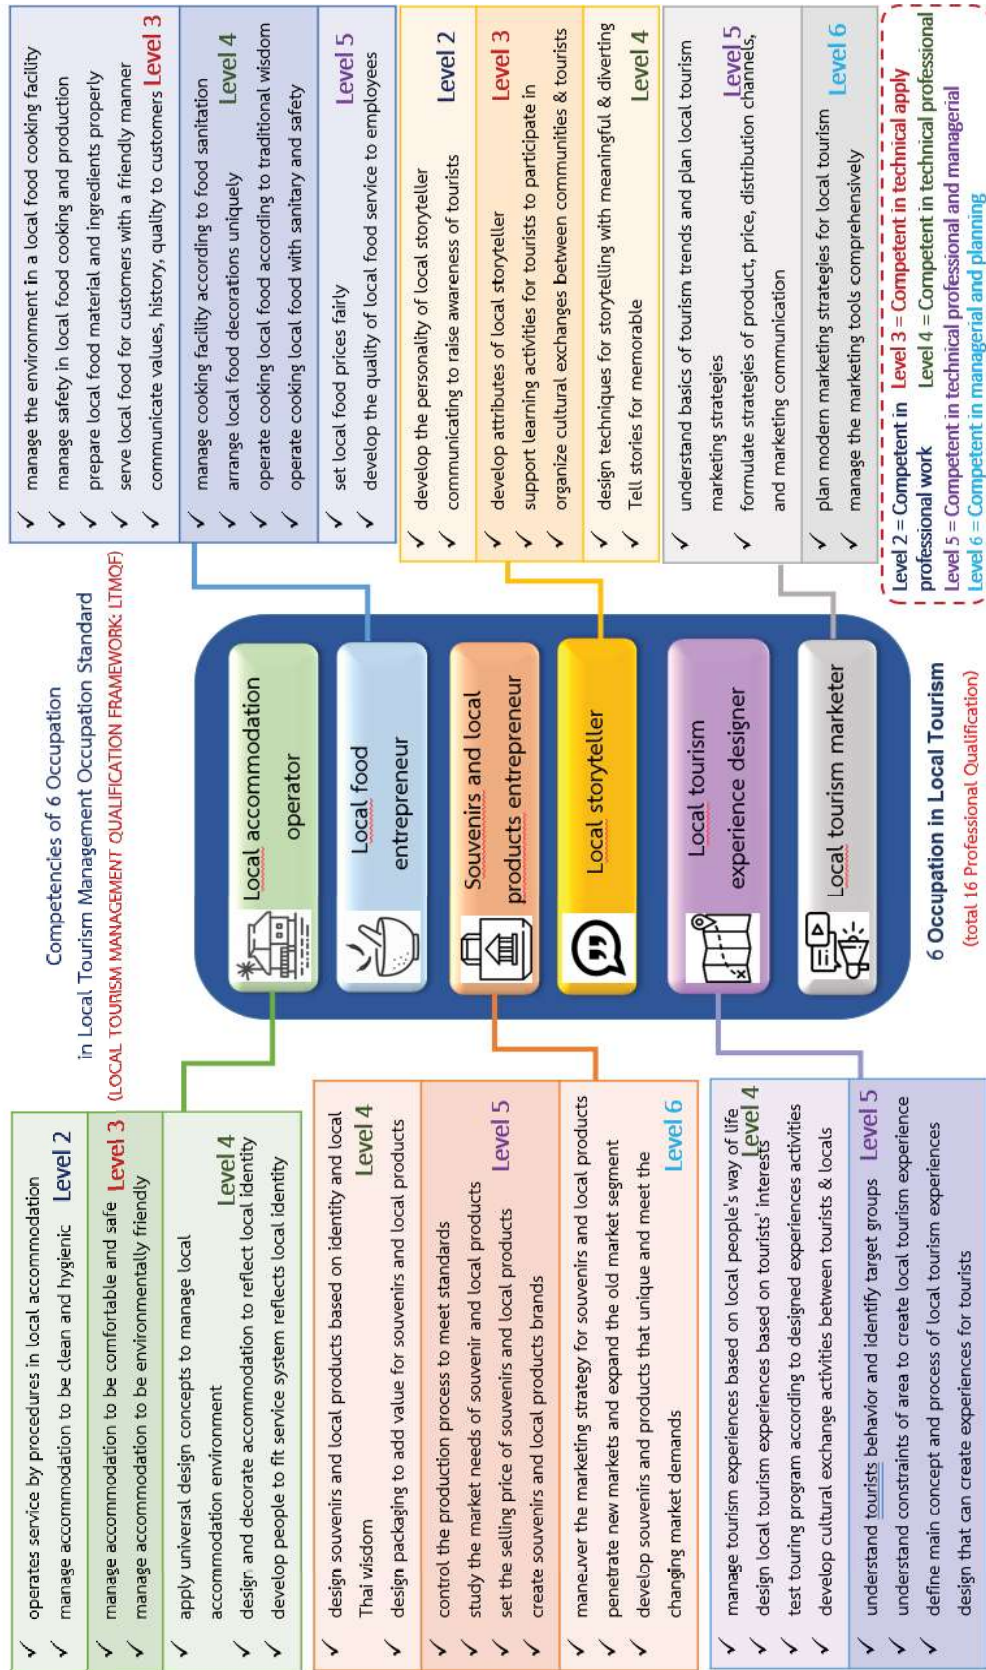 Competencies of 6 Occupation
in Local Tourism Management Occupation Standard
(LOCAL TOURISM MANAGEMENT QUALIFICATION FRAMEWORK: LTMQF)
✓ operates service by procedures in local accommodation
✓ manage accommodation to be clean and hygienic Level 2
✓ manage accommodation to be comfortable and safe Level 3
✓ manage accommodation to be environmentally friendly
✓ apply universal design concepts to manage local
accommodation environment Level 4
✓ design and decorate accommodation to reflect local identity
✓ develop people to fit service system reflects local identity
✓ design souvenirs and local products based on identity and local
Thai wisdom Level 4
✓ design packaging to add value for souvenirs and local products
✓ control the production process to meet standards
✓ study the market needs of souvenir and local products
✓ set the selling price of souvenirs and local products Level 5
✓ create souvenirs and local products brands
✓ maneuver the marketing strategy for souvenirs and local products
✓ penetrate new markets and expand the old market segment
✓ develop souvenirs and products that unique and meet the
changing market demands Level 6
✓ manage tourism experiences based on local people's way of life
✓ design local tourism experiences based on tourists' interests Level 4
✓ test touring program according to designed experiences activities
✓ develop cultural exchange activities between tourists & locals
✓ understand tourists behavior and identify target groups Level 5
✓ understand constraints of area to create local tourism experience
✓ define main concept and process of local tourism experiences
design that can create experiences for tourists
Local accommodation
operator
Local food
entrepreneur
Souvenirs and local
products entrepreneur
Local storyteller
Local tourism
experience designer
Local tourism marketer
6 Occupation in Local Tourism
(total 16 Professional Qualification)
✓ manage the environment in a local food cooking facility
✓ manage safety in local food cooking and production
✓ prepare local food material and ingredients properly
✓ serve local food for customers with a friendly manner
✓ communicate values, history, quality to customers Level 3
✓ manage cooking facility according to food sanitation
✓ arrange local food decorations uniquely Level 4
✓ operate cooking local food according to traditional wisdom
✓ operate cooking local food with sanitary and safety
✓ set local food prices fairly Level 5
✓ develop the quality of local food service to employees
✓ develop the personality of local storyteller
✓ communicating to raise awareness of tourists Level 2
✓ develop attributes of local storyteller Level 3
✓ support learning activities for tourists to participate in
✓ organize cultural exchanges between communities & tourists
✓ design techniques for storytelling with meaningful & diverting
✓ Tell stories for memorable Level 4
✓ understand basics of tourism trends and plan local tourism
marketing strategies Level 5
✓ formulate strategies of product, price, distribution channels,
and marketing communication
✓ plan modern marketing strategies for local tourism Level 6
✓ manage the marketing tools comprehensively
Level 2 = Competent in Level 3 = Competent in technical apply
professional work Level 4 = Competent in technical professional
Level 5 = Competent in technical professional and managerial
Level 6 = Competent in managerial and planning